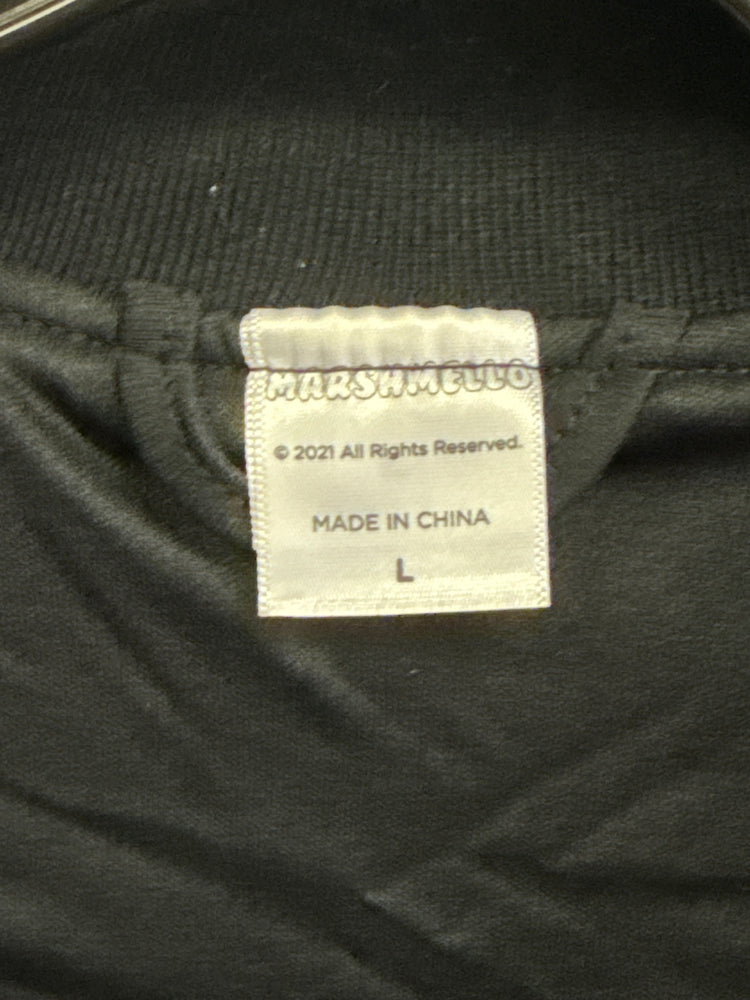 MARSHMELLO
© 2021 All Rights Reserved.
MADE IN CHINA
L